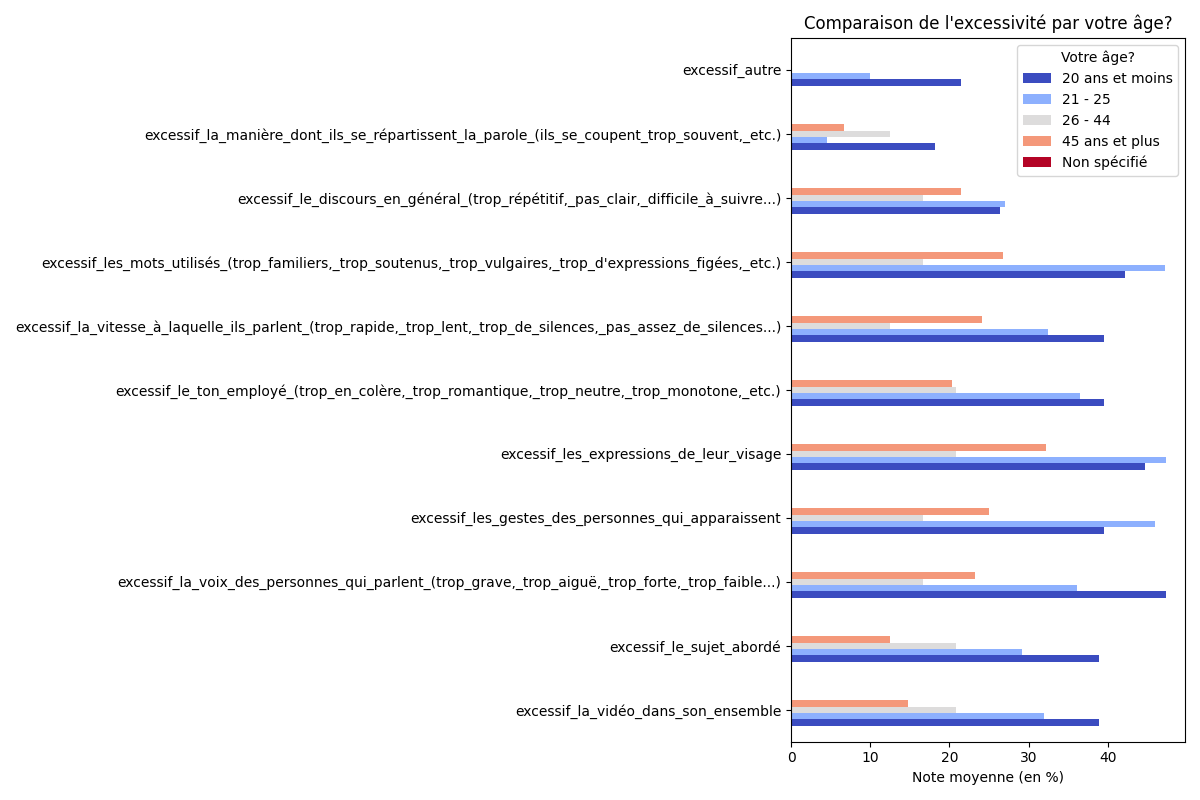 Comparaison de l'excessivité par votre âge?
Votre âge?
20 ans et moins
21 - 25
26 - 44
45 ans et plus
Non spécifié
excessif_autre
excessif_la_manière_dont_ils_se_répartissent_la_parole_(ils_se_coupent_trop_souvent,_etc.)
excessif_le_discours_en_général_(trop_répétitif,_pas_clair,_difficile_à_suivre...)
excessif_les_mots_utilisés_(trop_familiers,_trop_soutenus,_trop_vulgaires,_trop_d'expressions_figées,_etc.)
excessif_la_vitesse_à_laquelle_ils_parlent_(trop_rapide,_trop_lent,_trop_de_silences,_pas_assez_de_silences...)
excessif_le_ton_employé_(trop_en_colère,_trop_romantique,_trop_neutre,_trop_monotone,_etc.)
excessif_les_expressions_de_leur_visage
excessif_les_gestes_des_personnes_qui_apparaissent
excessif_la_voix_des_personnes_qui_parlent_(trop_grave,_trop_aiguë,_trop_forte,_trop_faible...)
excessif_le_sujet_abordé
excessif_la_vidéo_dans_son_ensemble
0 10 20 30 40
Note moyenne (en %)